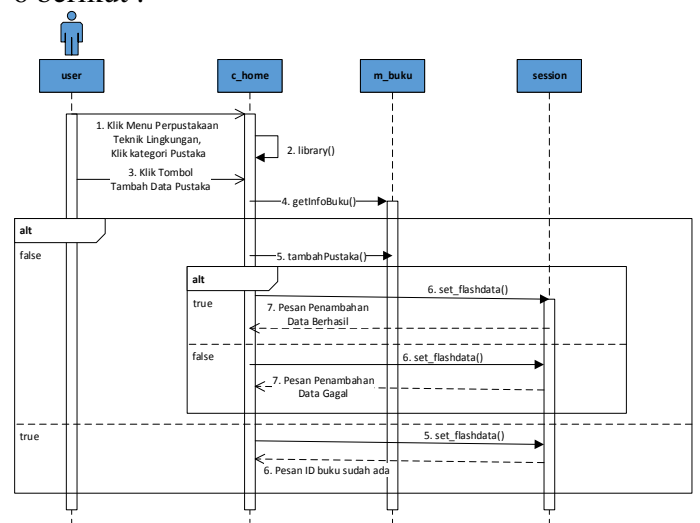 6 berikut :
user
c_home
m_buku
session
1. Klik Menu Perpustakaan
Teknik Lingkungan,
Klik kategori Pustaka
2. library()
3. Klik Tombol
Tambah Data Pustaka
4. getInfoBuku()
alt
false
5. tambahPustaka()
alt
true
6. set_flashdata()
7. Pesan Penambahan
Data Berhasil
false
6. set_flashdata()
7. Pesan Penambahan
Data Gagal
true
5. set_flashdata()
6. Pesan ID buku sudah ada